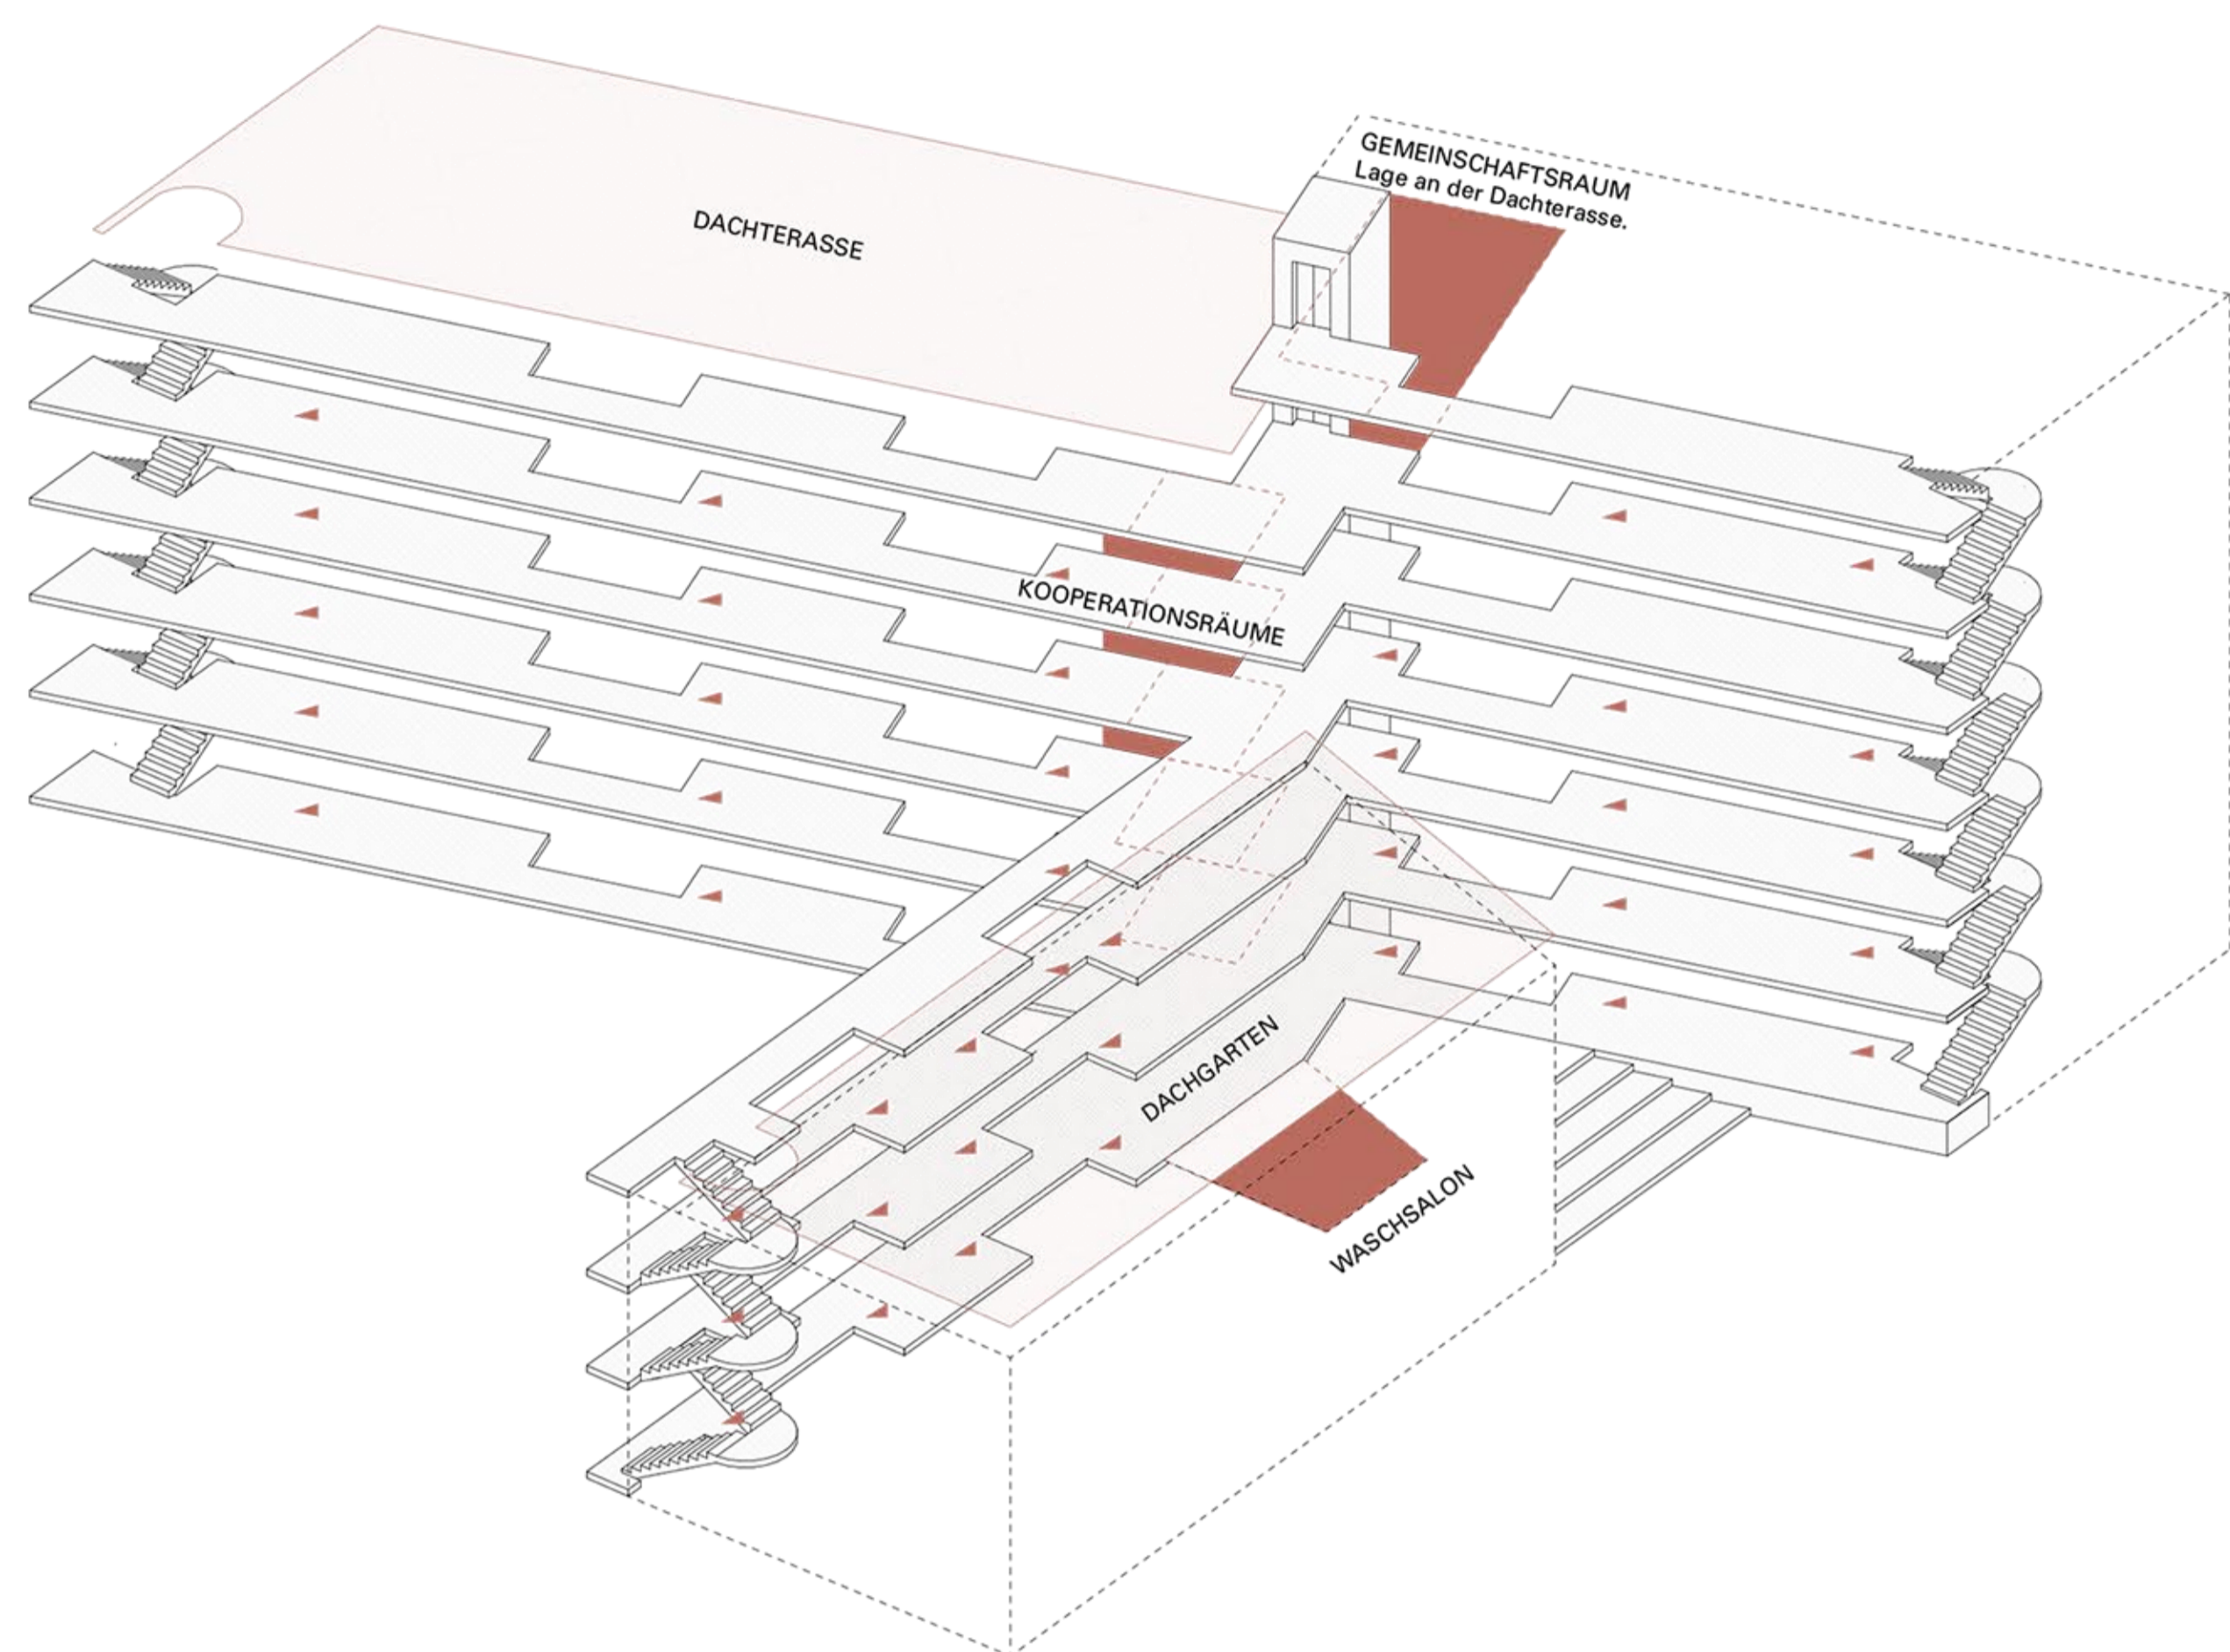 GEMEINSCHAFTSRAUM
Lage an der Dachterasse.
DACHTERASSE
KOOPERATIONSRÄUME
DACHGARTEN
WASCHSALON